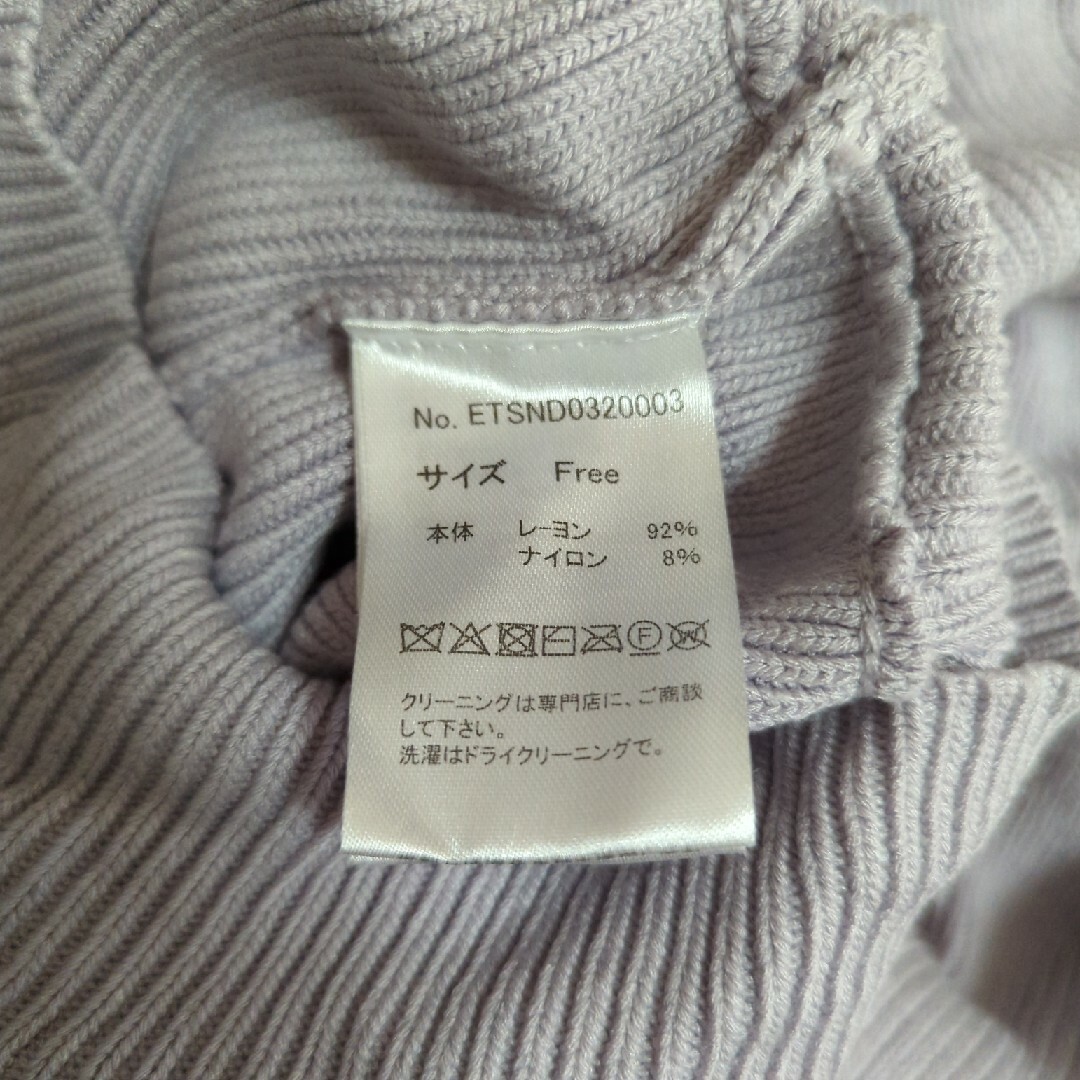 No. ETSND0320003
サイズ Free
本体 レーヨン 92%
ナイロン 8%
F W
クリーニングは専門店に、ご商談
して下さい。
洗濯はドライクリーニングで。